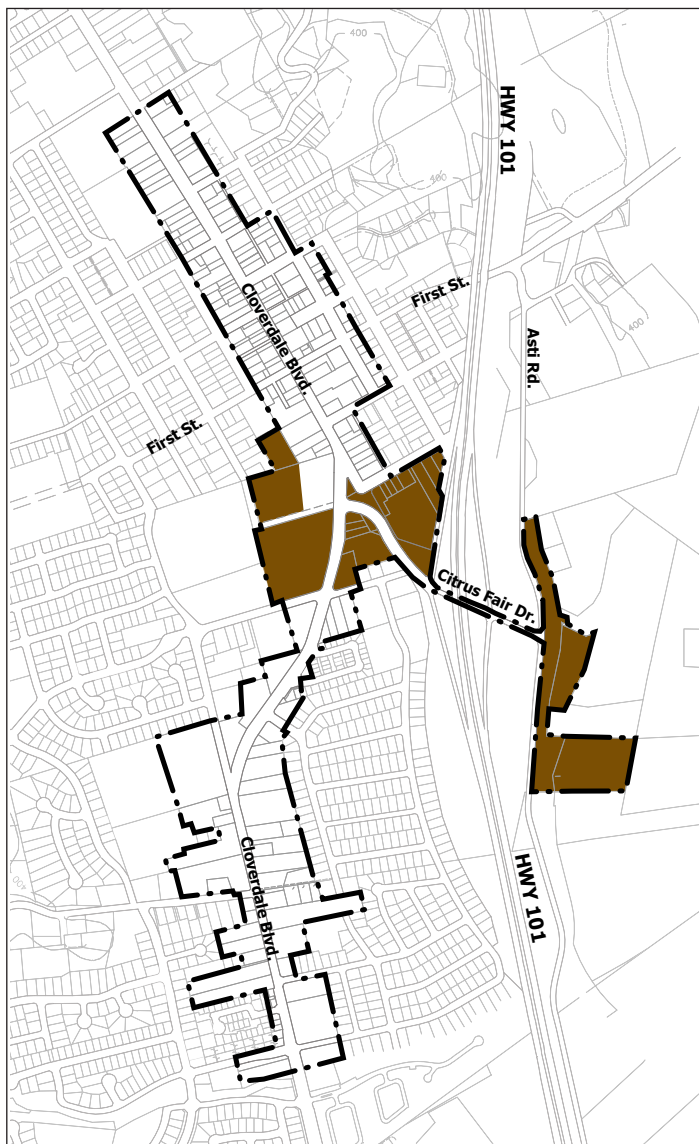 400
HWY 101
400
First St.
Cloverdale Blvd.
400
Asti Rd.
First St.
Citrus Fair Dr.
Cloverdale Blvd.
HWY 101
400